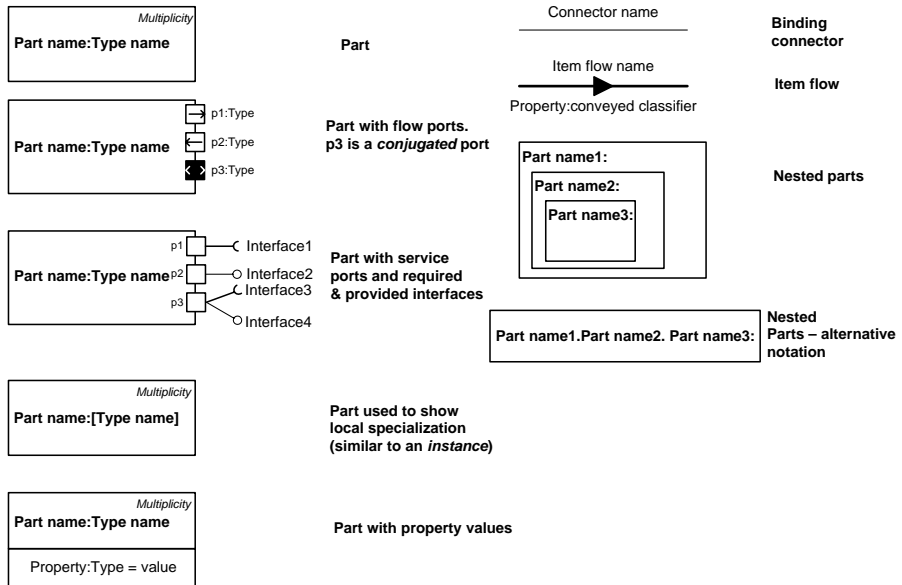 Multiplicity
Part name:Type name
Part
Part name:Type name
p1:Type
p2:Type
p3:Type
Part with flow ports.
p3 is a conjugated port
Part name:Type name
p1
p2
p3
Interface1
Interface2
Interface3
Interface4
Part with service
ports and required
& provided interfaces
Multiplicity
Part name:[Type name]
Part used to show
local specialization
(similar to an instance)
Multiplicity
Part name:Type name
Property:Type = value
Part with property values
Connector name
Binding
connector
Item flow name
Property:conveyed classifier
Item flow
Part name1:
Part name2:
Part name3:
Nested parts
Part name1.Part name2. Part name3:
Nested
Parts – alternative
notation